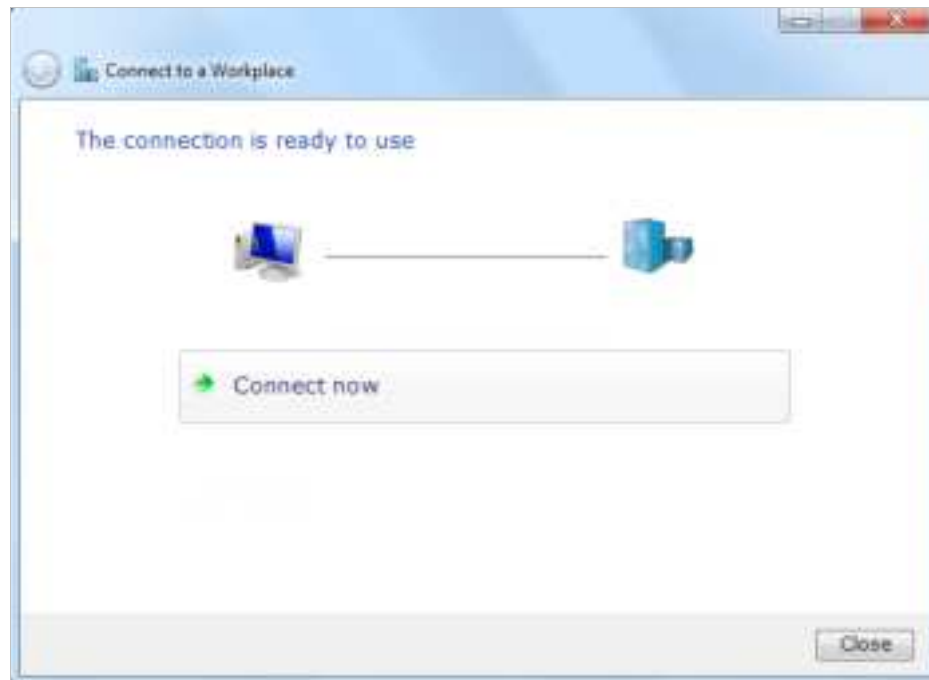 Connect to a Workplace
The connection is ready to use
Connect now
Close